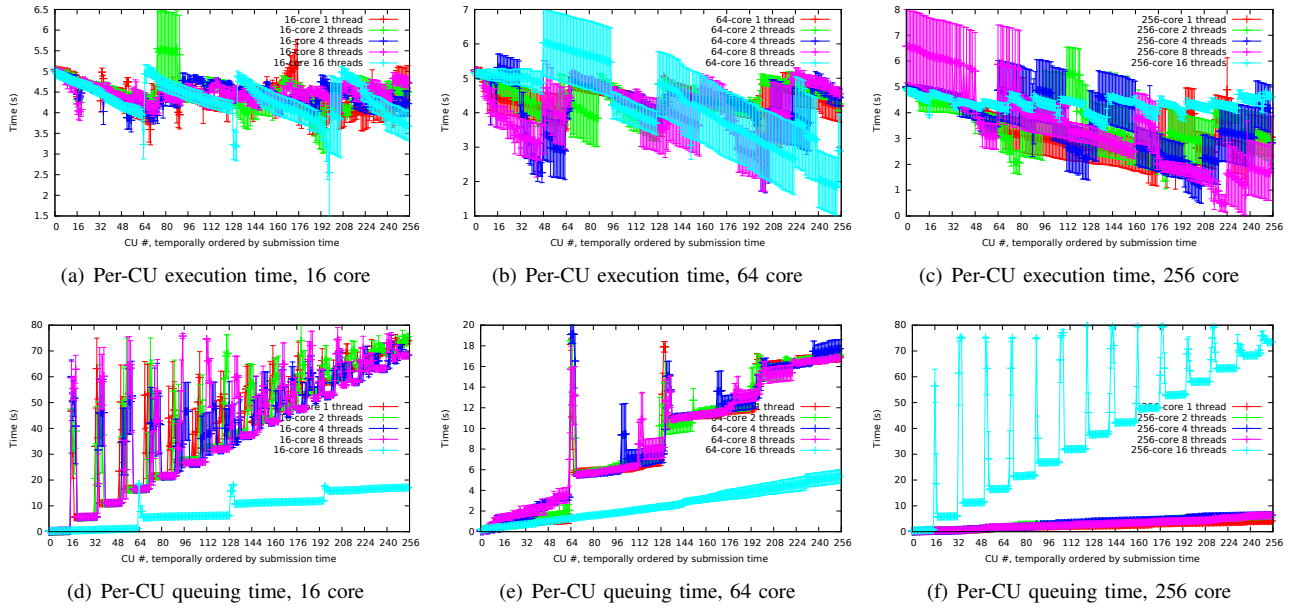 6.5
6
5.5
5
4.5
4
3.5
3
2.5
2
1.5
Time (s)
0 16 32 48 64 80 96 112 128 144 160 176 192 208 224 240 256
CU #, temporally ordered by submission time
16-core 1 thread
16-core 2 threads
16-core 4 threads
16-core 8 threads
16-core 16 threads
(a) Per-CU execution time, 16 core
7
6
5
4
3
2
1
Time (s)
0 16 32 48 64 80 96 112 128 144 160 176 192 208 224 240 256
CU #, temporally ordered by submission time
64-core 1 thread
64-core 2 threads
64-core 4 threads
64-core 8 threads
64-core 16 threads
(b) Per-CU execution time, 64 core
8
7
6
5
4
3
2
1
0
Time (s)
0 16 32 48 64 80 96 112 128 144 160 176 192 208 224 240 256
CU #, temporally ordered by submission time
256-core 1 thread
256-core 2 threads
256-core 4 threads
256-core 8 threads
256-core 16 threads
(c) Per-CU execution time, 256 core
80
70
60
50
40
30
20
10
0
Time (s)
0 16 32 48 64 80 96 112 128 144 160 176 192 208 224 240 256
CU #, temporally ordered by submission time
16-core 1 thread
16-core 2 threads
16-core 4 threads
16-core 8 threads
16-core 16 threads
(d) Per-CU queuing time, 16 core
20
18
16
14
12
10
8
6
4
2
0
Time (s)
0 16 32 48 64 80 96 112 128 144 160 176 192 208 224 240 256
CU #, temporally ordered by submission time
64-core 1 thread
64-core 2 threads
64-core 4 threads
64-core 8 threads
64-core 16 threads
(e) Per-CU queuing time, 64 core
80
70
60
50
40
30
20
10
0
Time (s)
0 16 32 48 64 80 96 112 128 144 160 176 192 208 224 240 256
CU #, temporally ordered by submission time
256-core 1 thread
256-core 2 threads
256-core 4 threads
256-core 8 threads
256-core 16 threads
(f) Per-CU queuing time, 256 core